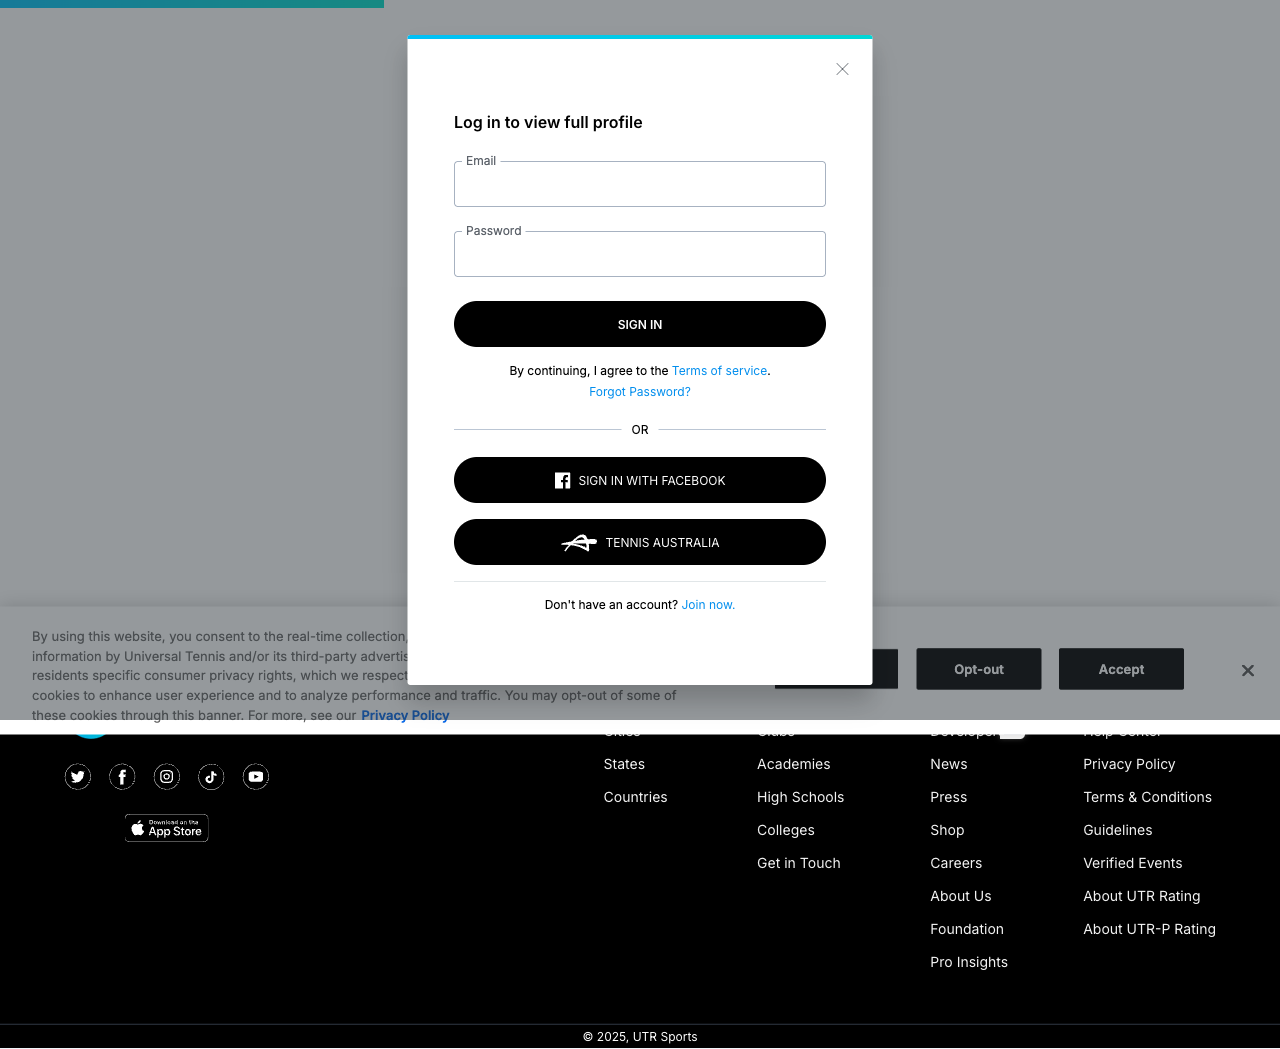 Log in to view full profile
Email
Password
SIGN IN
By continuing, I agree to the Terms of service.
Forgot Password?
OR
SIGN IN WITH FACEBOOK
TENNIS AUSTRALIA
Don't have an account? Join now.
By using this website, you consent to the real-time collection,
information by Universal Tennis and/or its third-party
residents specific consumer privacy rights, which we respect
cookies to enhance user experience and to analyze performance and traffic. You may opt-out of some of
these cookies through this banner. For more, see our Privacy Policy
Opt-out
Accept
States
Countries
Academies
High Schools
Colleges
Get in Touch
News
Press
Shop
Careers
About Us
Foundation
Pro Insights
Help Center
Privacy Policy
Terms & Conditions
Guidelines
Verified Events
About UTR Rating
About UTR-P Rating
Download on the
App Store
© 2025, UTR Sports